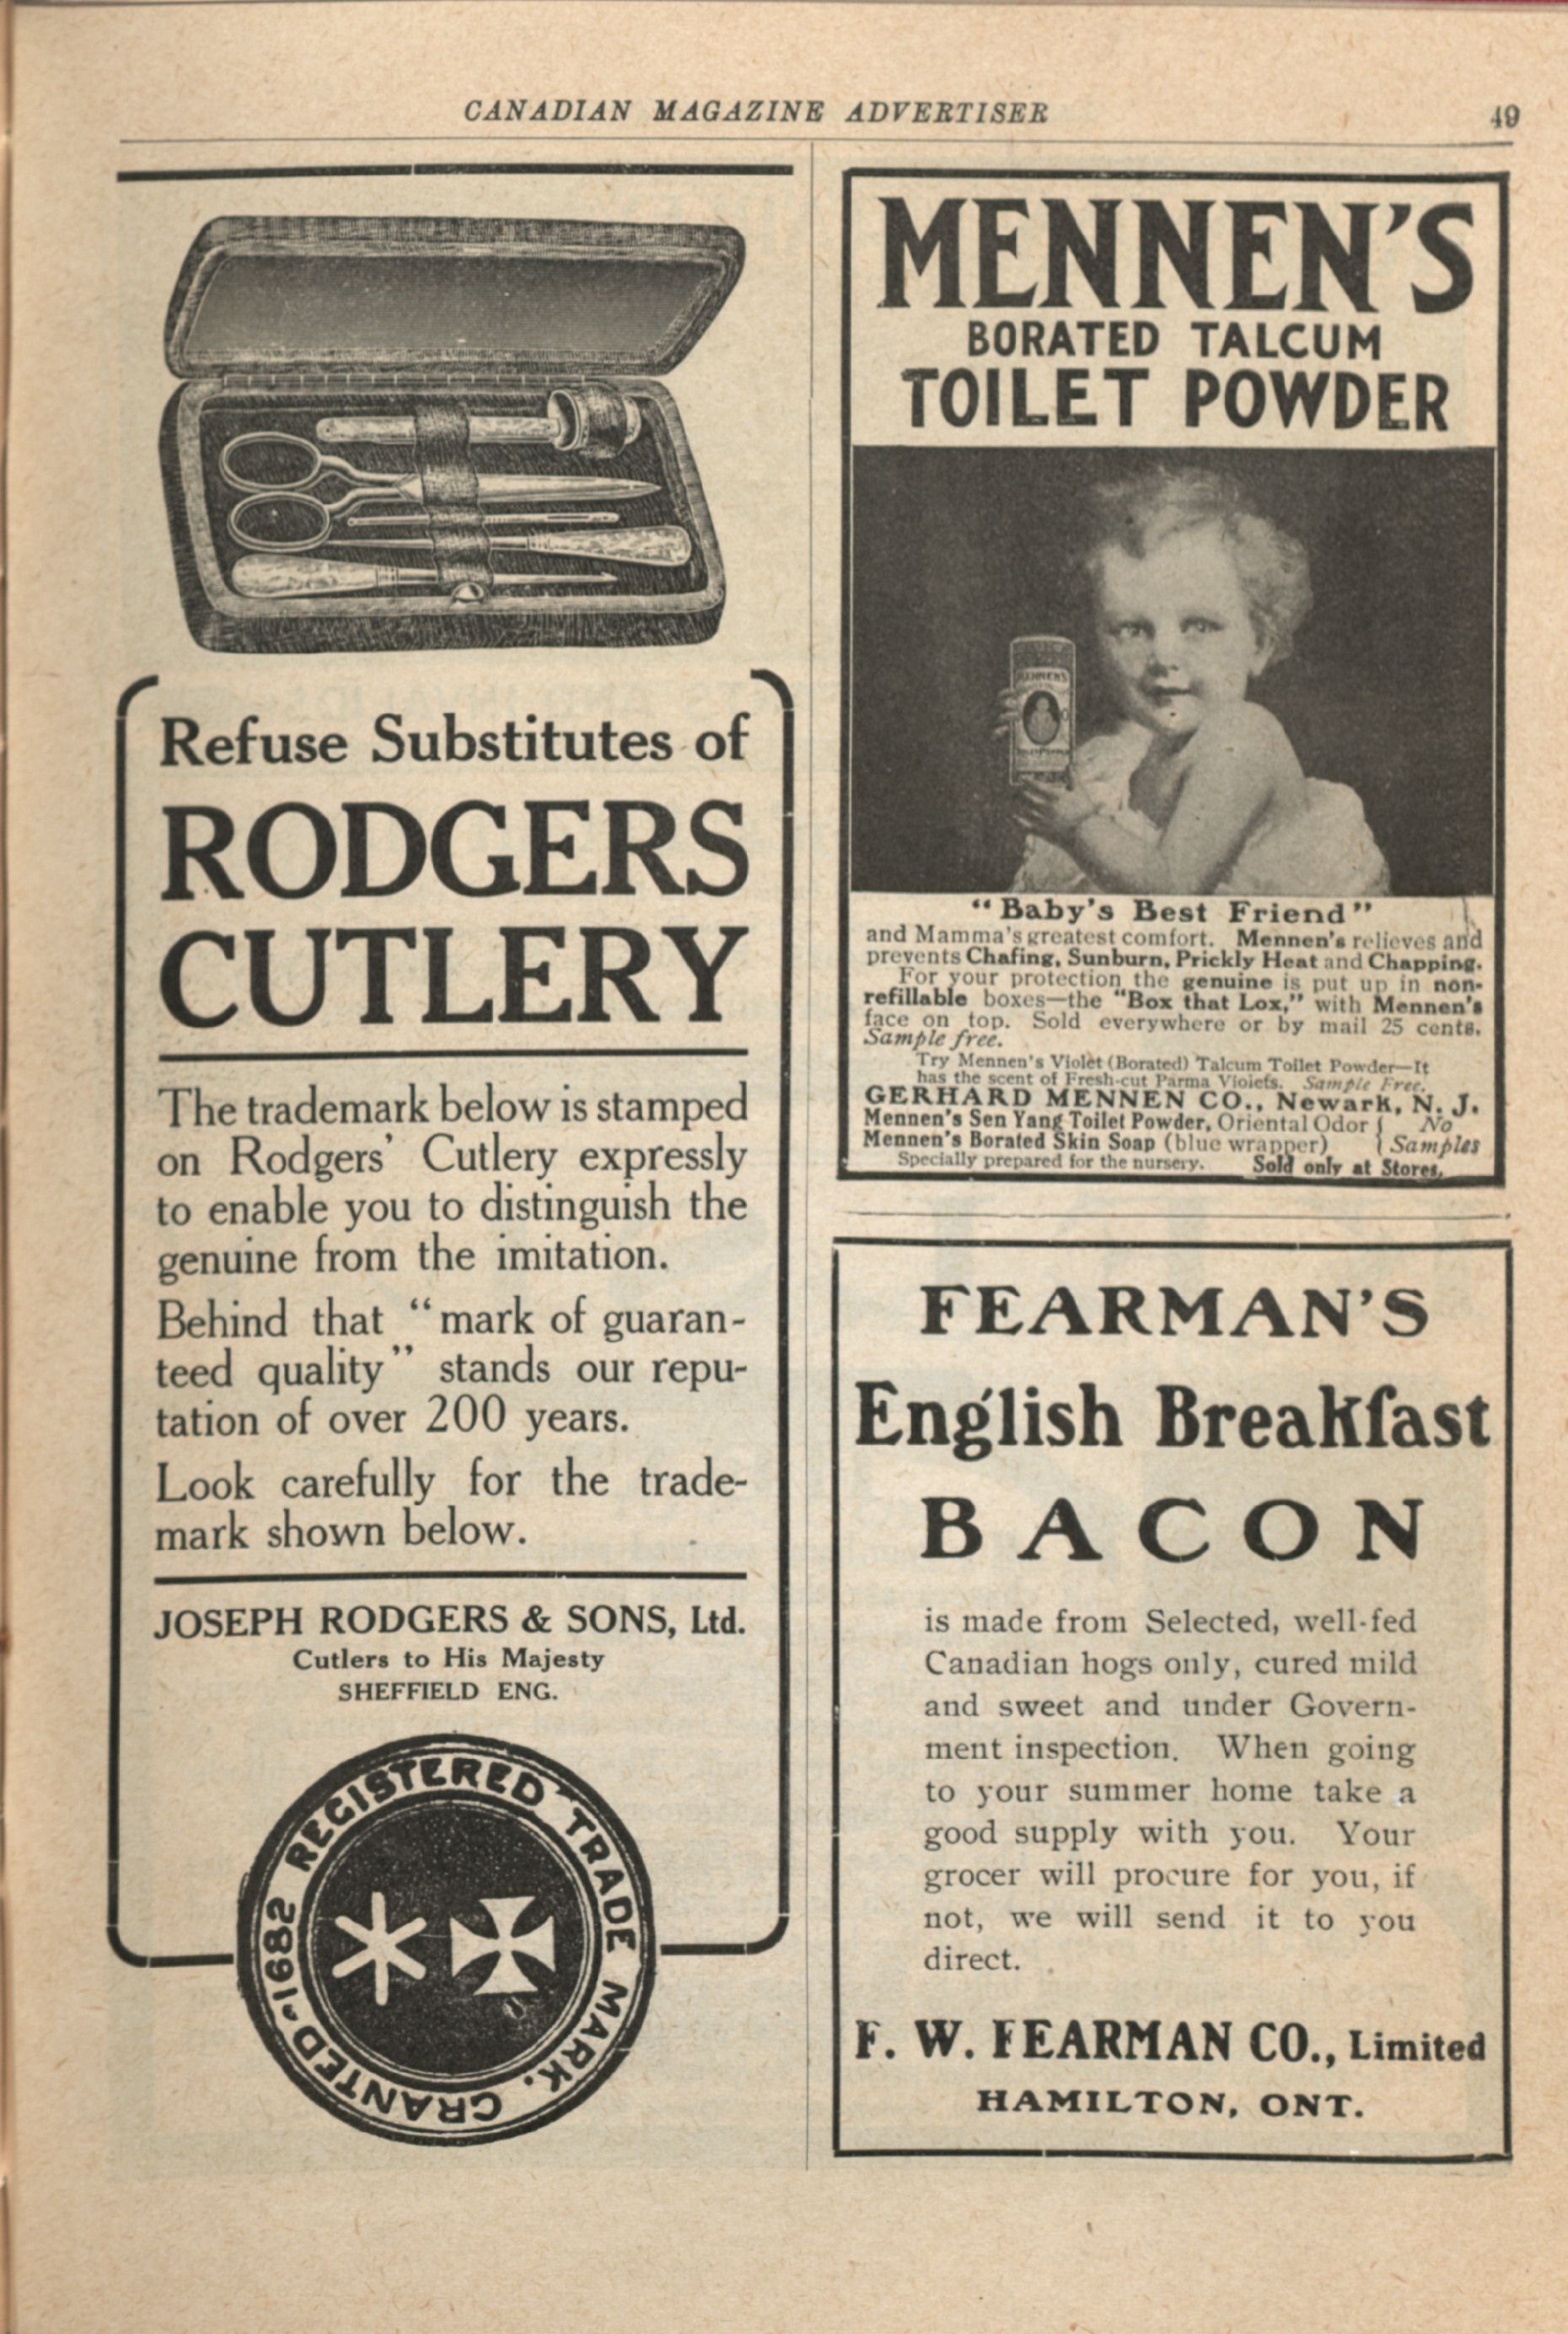 CANADIAN MAGAZINE ADVERTISER
49
Refuse Substitutes of
RODGERS
CUTLERY
The trademark below is stamped
on Rodgers' Cutlery expressly
to enable you to distinguish the
genuine from the imitation.
Behind that "mark of guaran-
teed quality" stands our repu-
tation of over 200 years.
Look carefully for the trade-
mark shown below.
JOSEPH RODGERS & SONS, Ltd.
Cutlers to His Majesty
SHEFFIELD ENG.
REGISTERED TRADE MARK. GRANTED-1682
MENNEN'S
BORATED TALCUM
TOILET POWDER
MENNEN'S
"Baby's Best Friend"
and Mamma's greatest comfort. Mennen's relieves and
prevents Chafing, Sunburn, Prickly Heat and Chapping.
For your protection the genuine is put up in non-
refillable boxes—the "Box that Lox," with Mennen's
face on top. Sold everywhere or by mail 25 cents.
Sample free.
Try Mennen's Violet (Borated) Talcum Toilet Powder—It
has the scent of Fresh-cut Parma Violets. Sample Free.
GERHARD MENNEN CO., Newark, N. J.
Mennen's Sen Yang Toilet Powder, Oriental Odor } No
Mennen's Borated Skin Soap (blue wrapper) } Samples
Specially prepared for the nursery. Sold only at Stores.
FEARMAN'S
English Breakfast
BACON
is made from Selected, well-fed
Canadian hogs only, cured mild
and sweet and under Govern-
ment inspection. When going
to your summer home take a
good supply with you. Your
grocer will procure for you, if
not, we will send it to you
direct.
F. W. FEARMAN CO., Limited
HAMILTON, ONT.